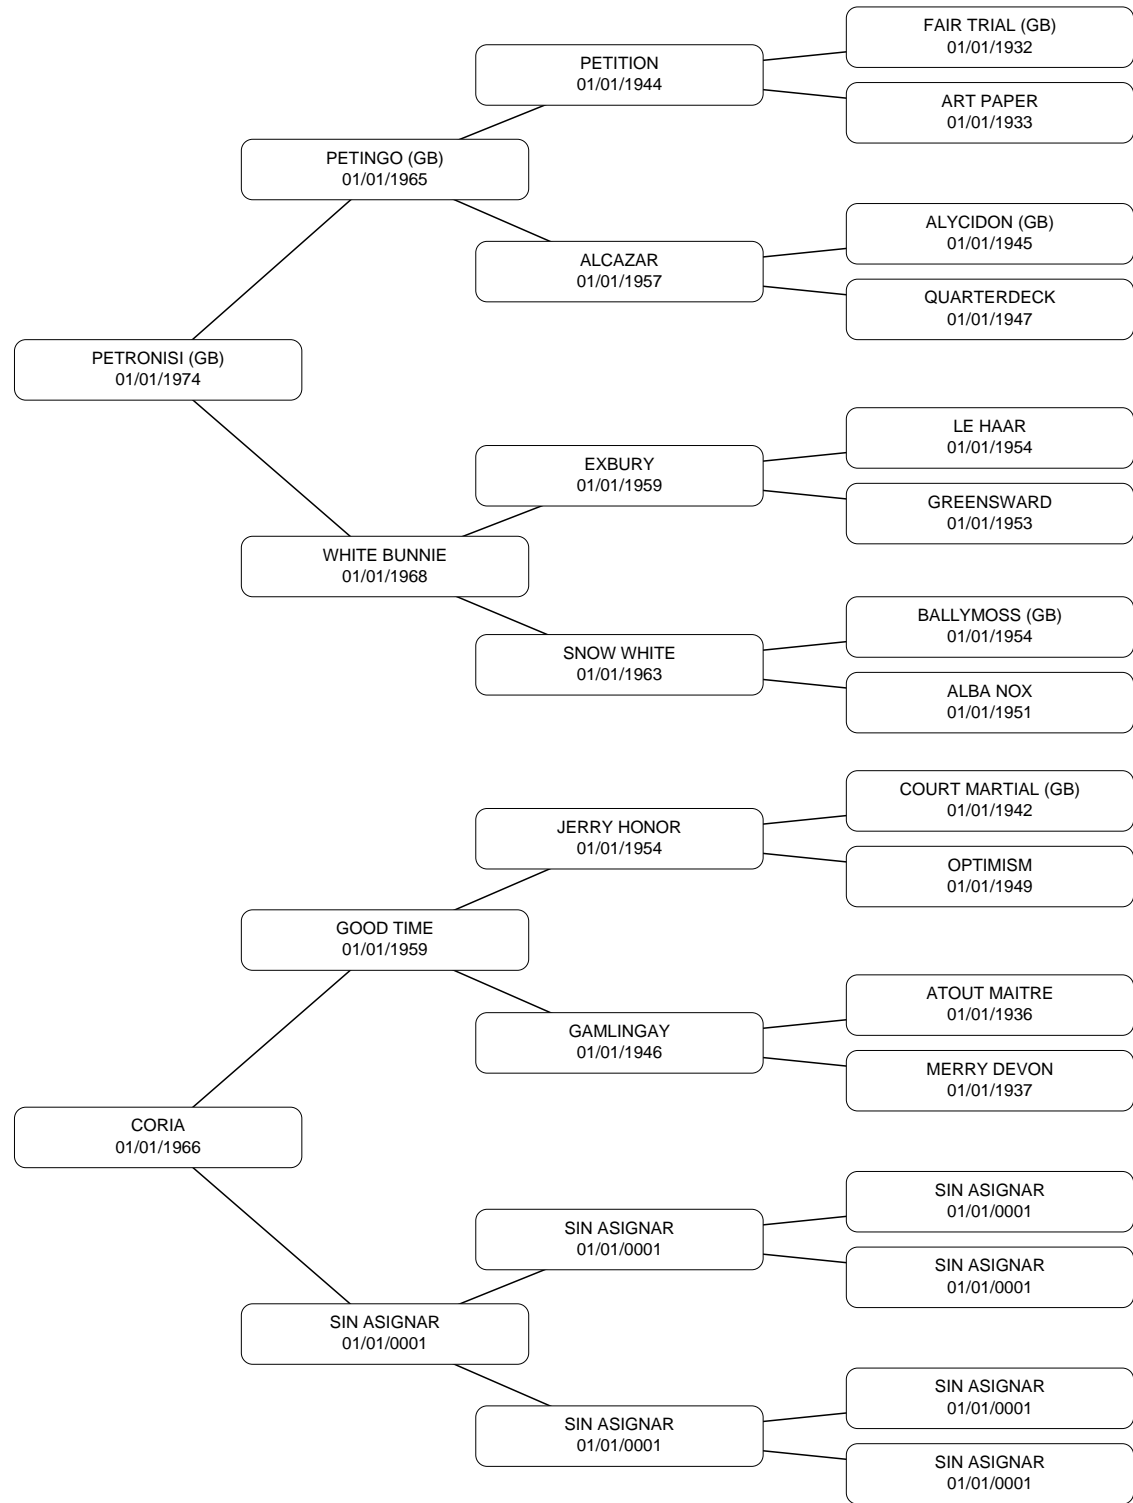 FAIR TRIAL (GB)
01/01/1932
PETITION
01/01/1944
ART PAPER
01/01/1933
PETINGO (GB)
01/01/1965
ALYCIDON (GB)
01/01/1945
ALCAZAR
01/01/1957
QUARTERDECK
01/01/1947
PETRONISI (GB)
01/01/1974
LE HAAR
01/01/1954
EXBURY
01/01/1959
GREENSWARD
01/01/1953
WHITE BUNNIE
01/01/1968
BALLYMOSS (GB)
01/01/1954
SNOW WHITE
01/01/1963
ALBA NOX
01/01/1951
COURT MARTIAL (GB)
01/01/1942
JERRY HONOR
01/01/1954
OPTIMISM
01/01/1949
GOOD TIME
01/01/1959
ATOUT MAITRE
01/01/1936
GAMLINGAY
01/01/1946
MERRY DEVON
01/01/1937
CORIA
01/01/1966
SIN ASIGNAR
01/01/0001
SIN ASIGNAR
01/01/0001
SIN ASIGNAR
01/01/0001
SIN ASIGNAR
01/01/0001
SIN ASIGNAR
01/01/0001
SIN ASIGNAR
01/01/0001
SIN ASIGNAR
01/01/0001